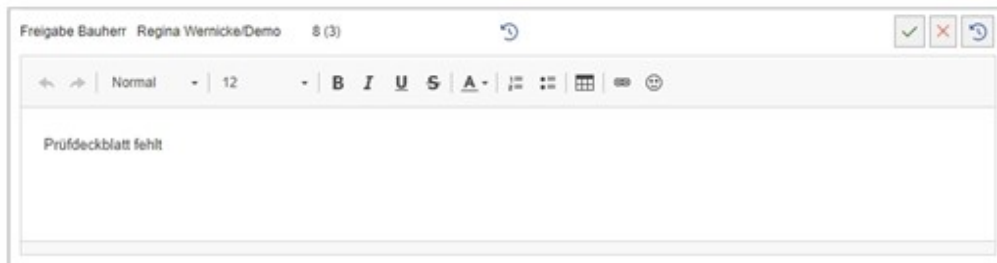 Freigabe Bauherr Regina Wernicke/Demo 8 (3)
Normal 12 B I U S A
Prüfdeckblatt fehlt